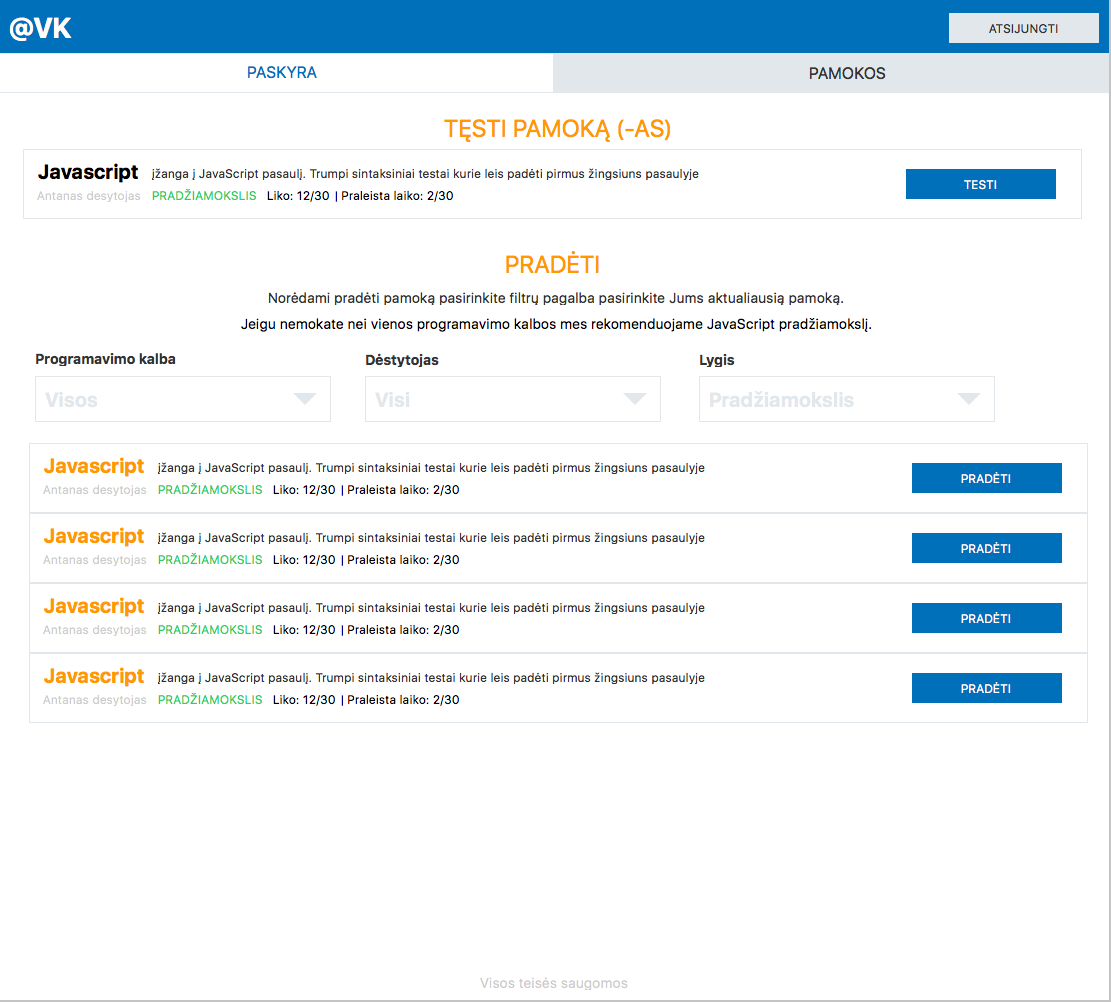 @VK
ATSIJUNGTI
PASKYRA
PAMOKOS
TĘSTI PAMOKĄ (-AS)
Javascript
įžanga į JavaScript pasaulį. Trumpi sintaksiniai testai kurie leis padėti pirmus žingsiuns pasaulyje
Antanas desytojas PRADŽIAMOKSLIS Liko: 12/30 | Praleista laiko: 2/30
TESTI
PRADĖTI
Norėdami pradėti pamoką pasirinkite filtrų pagalba pasirinkite Jums aktualiausią pamoką.
Jeigu nemokate nei vienos programavimo kalbos mes rekomenduojame JavaScript pradžiamokslį.
Programavimo kalba
Dėstytojas
Lygis
Visos
Visi
Pradžiamokslis
Javascript
įžanga į JavaScript pasaulį. Trumpi sintaksiniai testai kurie leis padėti pirmus žingsiuns pasaulyje
Antanas desytojas PRADŽIAMOKSLIS Liko: 12/30 | Praleista laiko: 2/30
PRADĖTI
Javascript
įžanga į JavaScript pasaulį. Trumpi sintaksiniai testai kurie leis padėti pirmus žingsiuns pasaulyje
Antanas desytojas PRADŽIAMOKSLIS Liko: 12/30 | Praleista laiko: 2/30
PRADĖTI
Javascript
įžanga į JavaScript pasaulį. Trumpi sintaksiniai testai kurie leis padėti pirmus žingsiuns pasaulyje
Antanas desytojas PRADŽIAMOKSLIS Liko: 12/30 | Praleista laiko: 2/30
PRADĖTI
Javascript
įžanga į JavaScript pasaulį. Trumpi sintaksiniai testai kurie leis padėti pirmus žingsiuns pasaulyje
Antanas desytojas PRADŽIAMOKSLIS Liko: 12/30 | Praleista laiko: 2/30
PRADĖTI
Visos teisės saugomos